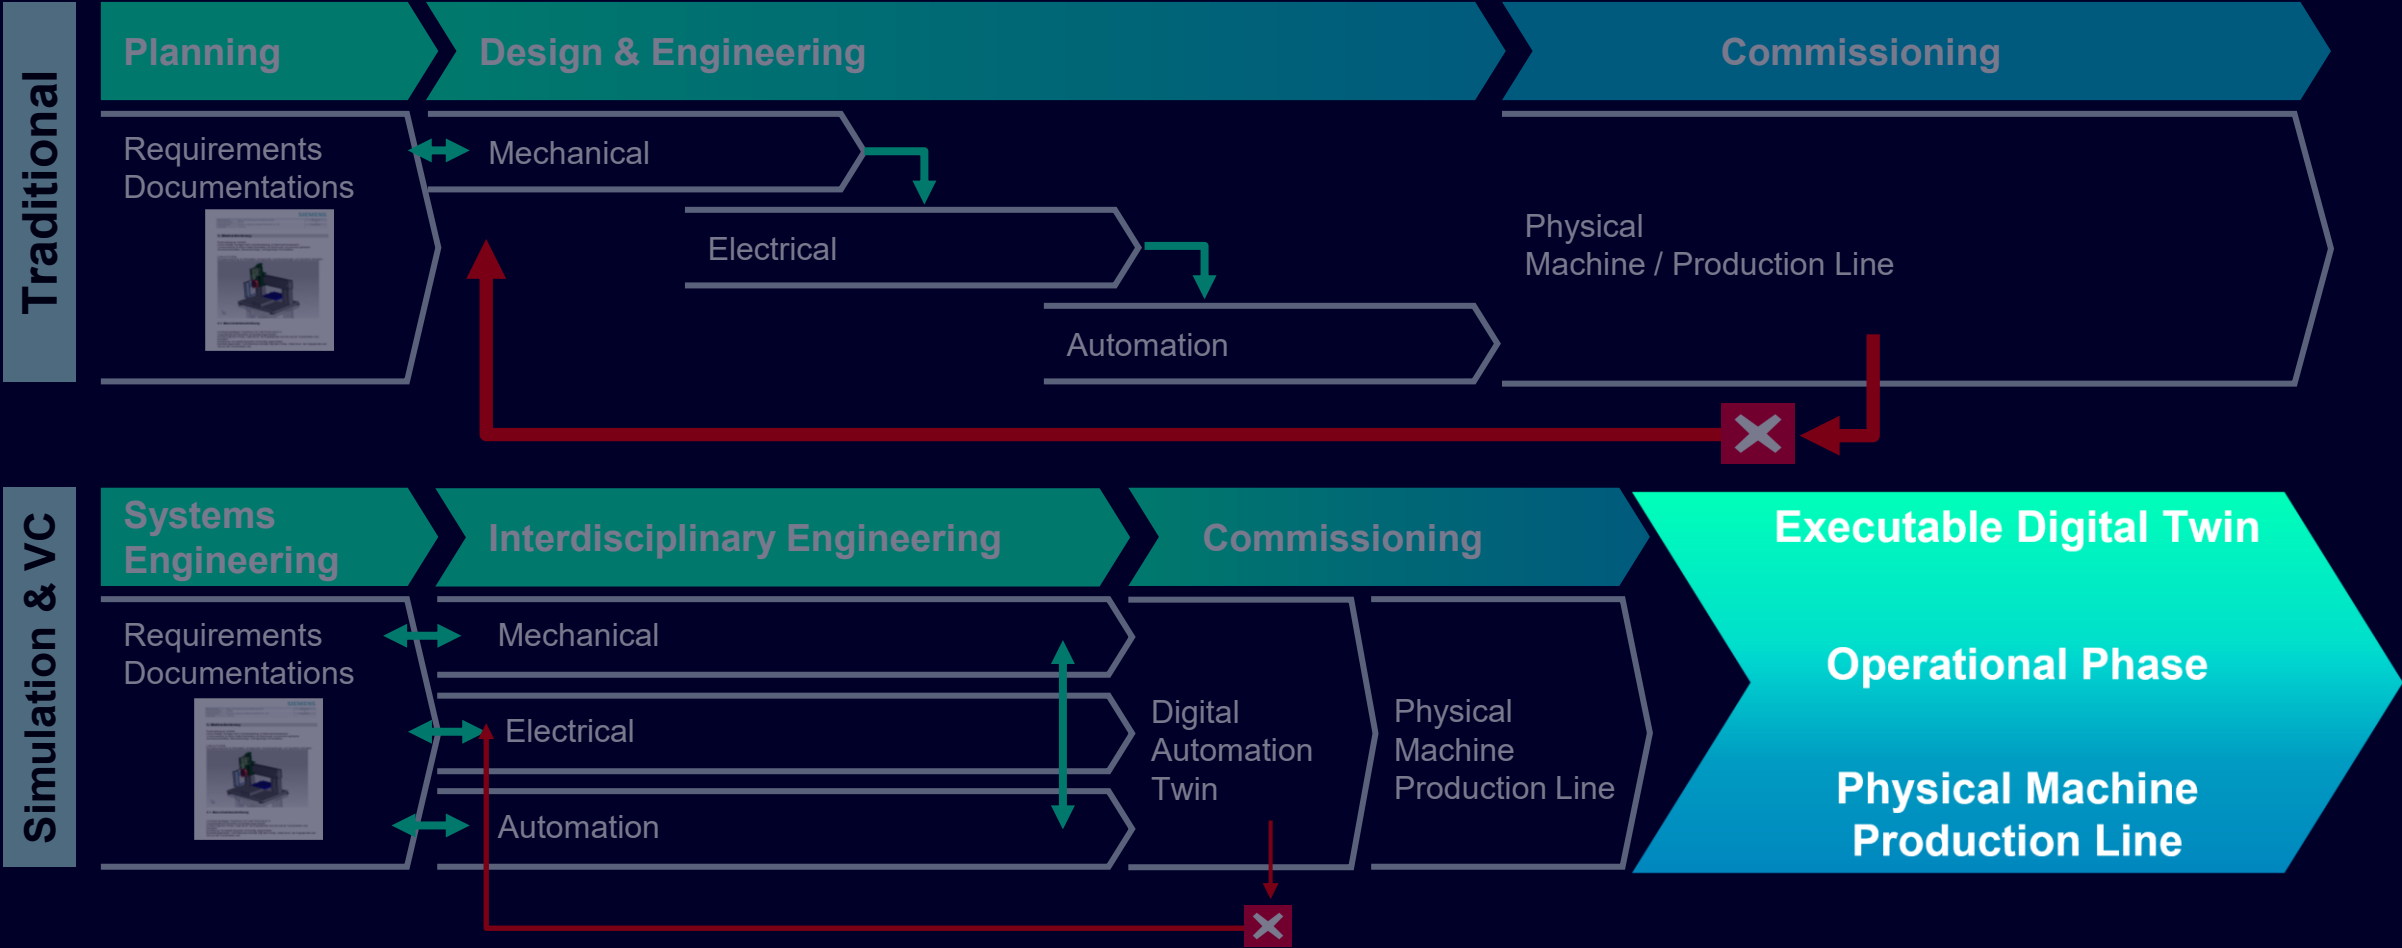 Traditional
Planning
Design & Engineering
Commissioning
Requirements
Documentations
Mechanical
Electrical
Automation
Physical
Machine / Production Line
Simulation & VC
Systems
Engineering
Interdisciplinary Engineering
Commissioning
Requirements
Documentations
Mechanical
Electrical
Automation
Digital
Automation
Twin
Physical
Machine
Production Line
Executable Digital Twin
Operational Phase
Physical Machine
Production Line